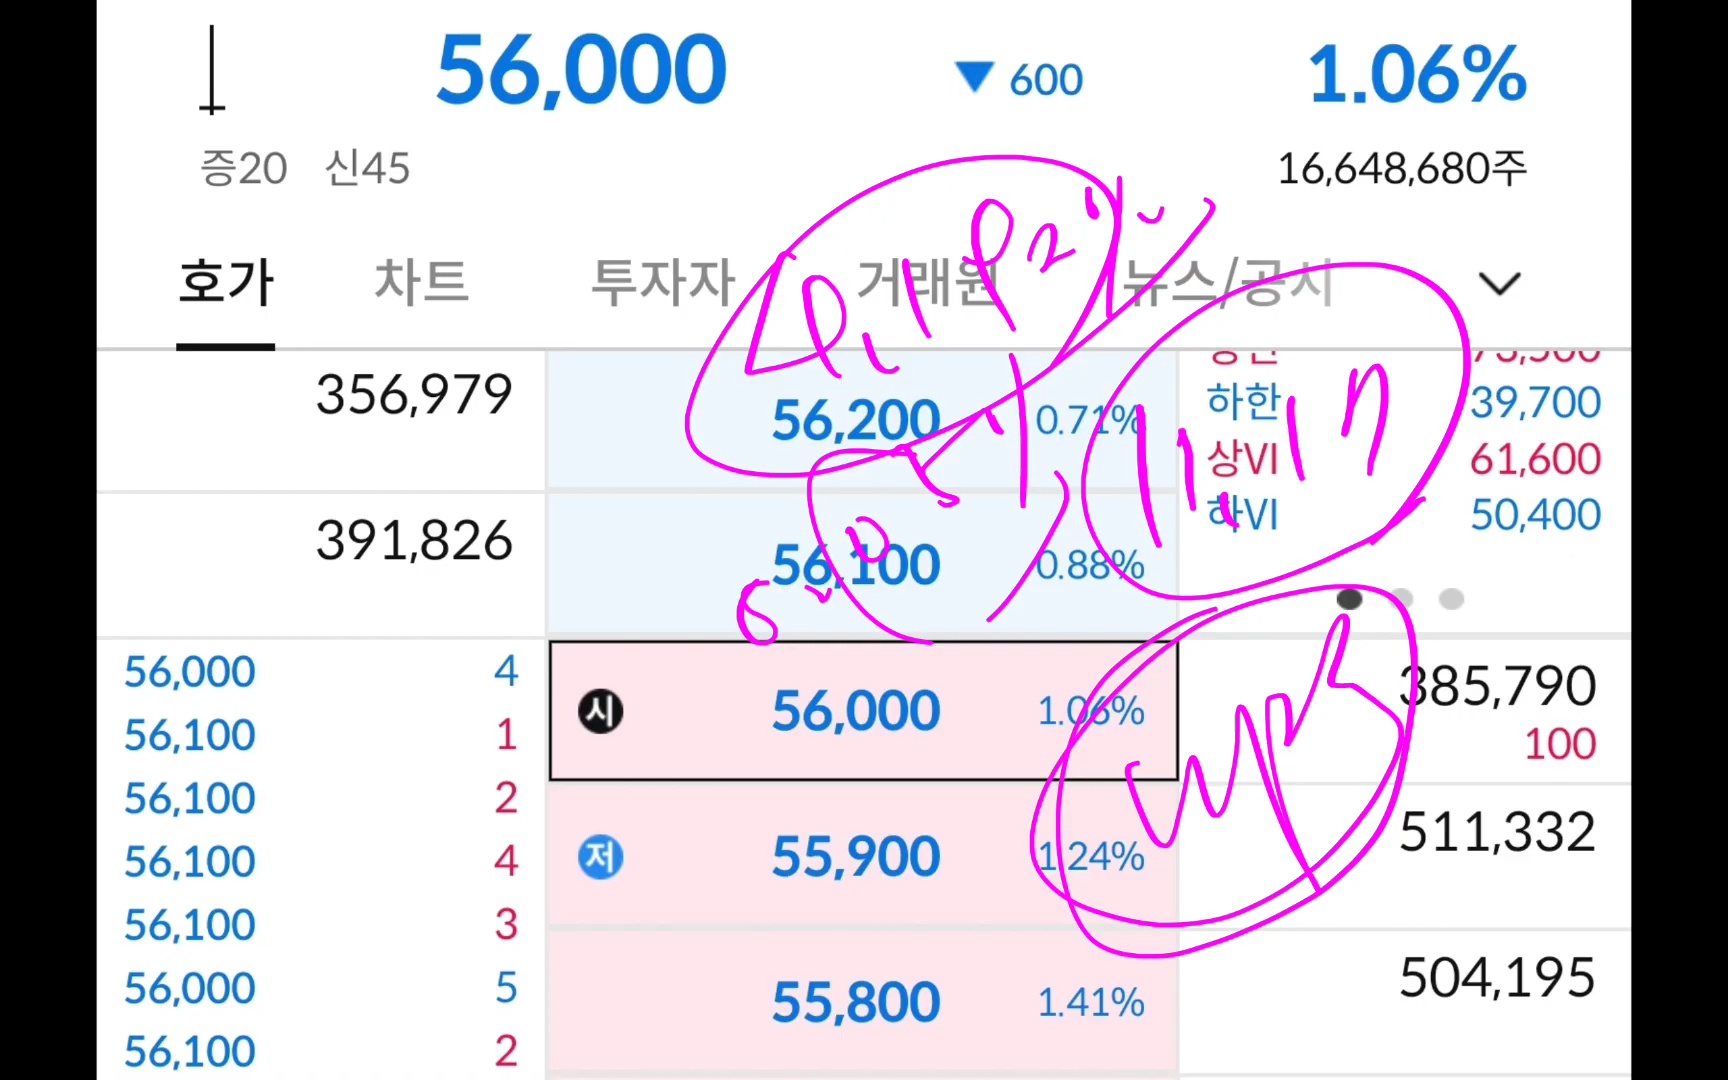 56,000 ▼ 600 1.06%
증20 신45 16,648,680주
호가 차트 투자자 거래원 뉴스/공시
356,979 56,200 0.71%
하한 39,700
상VI 61,600
하VI 50,400
391,826 56,100 0.88%
56,000 4 시 56,000 1.06% 385,790
56,100 1 100
56,100 2
56,100 4 저 55,900 1.24% 511,332
56,100 3
56,000 5 55,800 1.41% 504,195
56,100 2